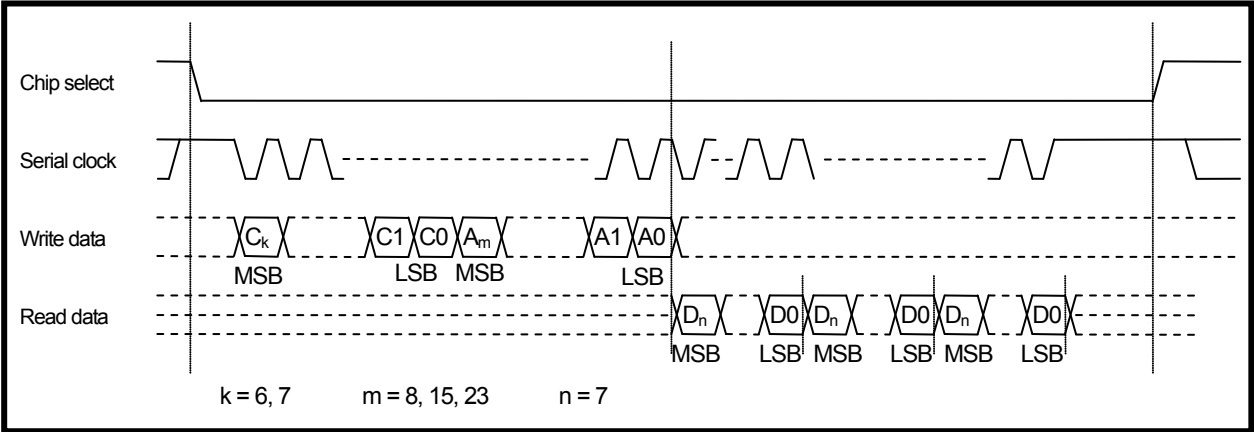 Chip select
Serial clock
Write data
Cₖ C1 C0 Aₘ A1 A0
MSB LSB MSB LSB
Read data
Dₙ D0 Dₙ D0 Dₙ D0
MSB LSB MSB LSB MSB LSB
k = 6, 7 m = 8, 15, 23 n = 7